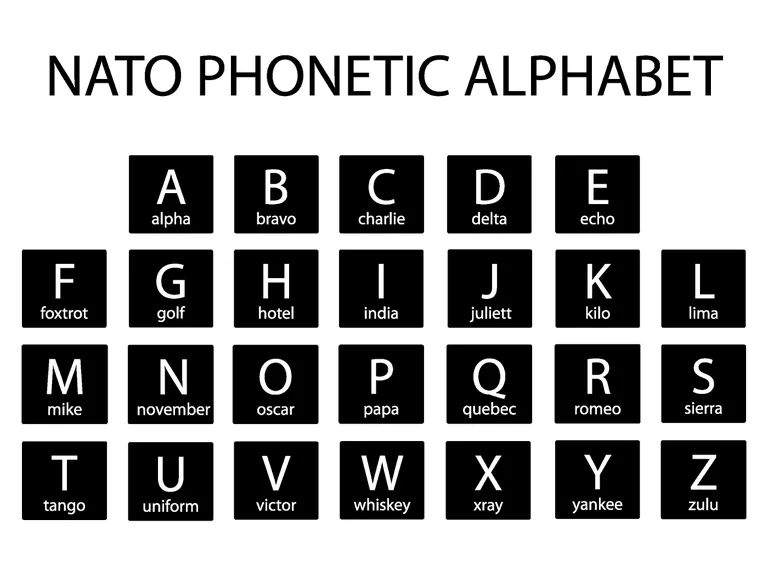 NATO PHONETIC ALPHABET
A B C D E
alpha bravo charlie delta echo
F G H I J K L
foxtrot golf hotel india juliett kilo lima
M N O P Q R S
mike november oscar papa quebec romeo sierra
T U V W X Y Z
tango uniform victor whiskey xray yankee zulu